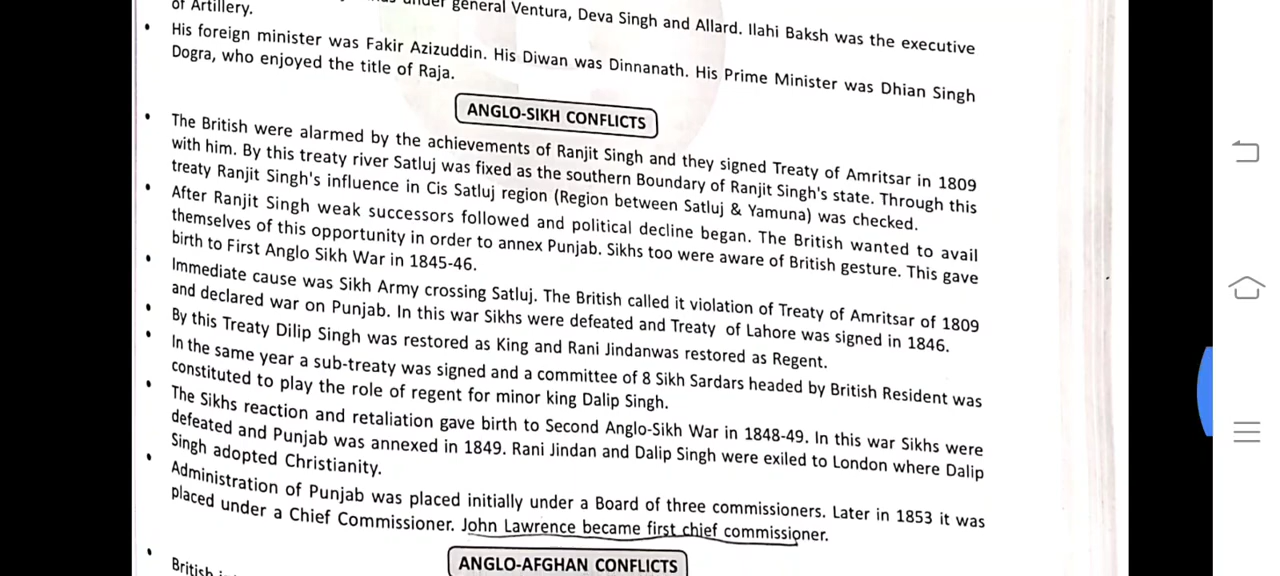 of Artillery.
general Ventura, Deva Singh and Allard. Ilahi Baksh was the executive
• His foreign minister was Fakir Azizuddin. His Diwan was Dinnanath. His Prime Minister was Dhian Singh
Dogra, who enjoyed the title of Raja.
ANGLO-SIKH CONFLICTS
• The British were alarmed by the achievements of Ranjit Singh and they signed Treaty of Amritsar in 1809
with him. By this treaty river Satluj was fixed as the southern Boundary of Ranjit Singh's state. Through this
treaty Ranjit Singh's influence in Cis Satluj region (Region between Satluj & Yamuna) was checked.
• After Ranjit Singh weak successors followed and political decline began. The British wanted to avail
themselves of this opportunity in order to annex Punjab. Sikhs too were aware of British gesture. This gave
birth to First Anglo Sikh War in 1845-46.
• Immediate cause was Sikh Army crossing Satluj. The British called it violation of Treaty of Amritsar of 1809
and declared war on Punjab. In this war Sikhs were defeated and Treaty of Lahore was signed in 1846.
• By this Treaty Dilip Singh was restored as King and Rani Jindanwas restored as Regent.
• In the same year a sub-treaty was signed and a committee of 8 Sikh Sardars headed by British Resident was
constituted to play the role of regent for minor king Dalip Singh.
• The Sikhs reaction and retaliation gave birth to Second Anglo-Sikh War in 1848-49. In this war Sikhs were
defeated and Punjab was annexed in 1849. Rani Jindan and Dalip Singh were exiled to London where Dalip
Singh adopted Christianity.
• Administration of Punjab was placed initially under a Board of three commissioners. Later in 1853 it was
placed under a Chief Commissioner. John Lawrence became first chief commissioner.
ANGLO-AFGHAN CONFLICTS
• British